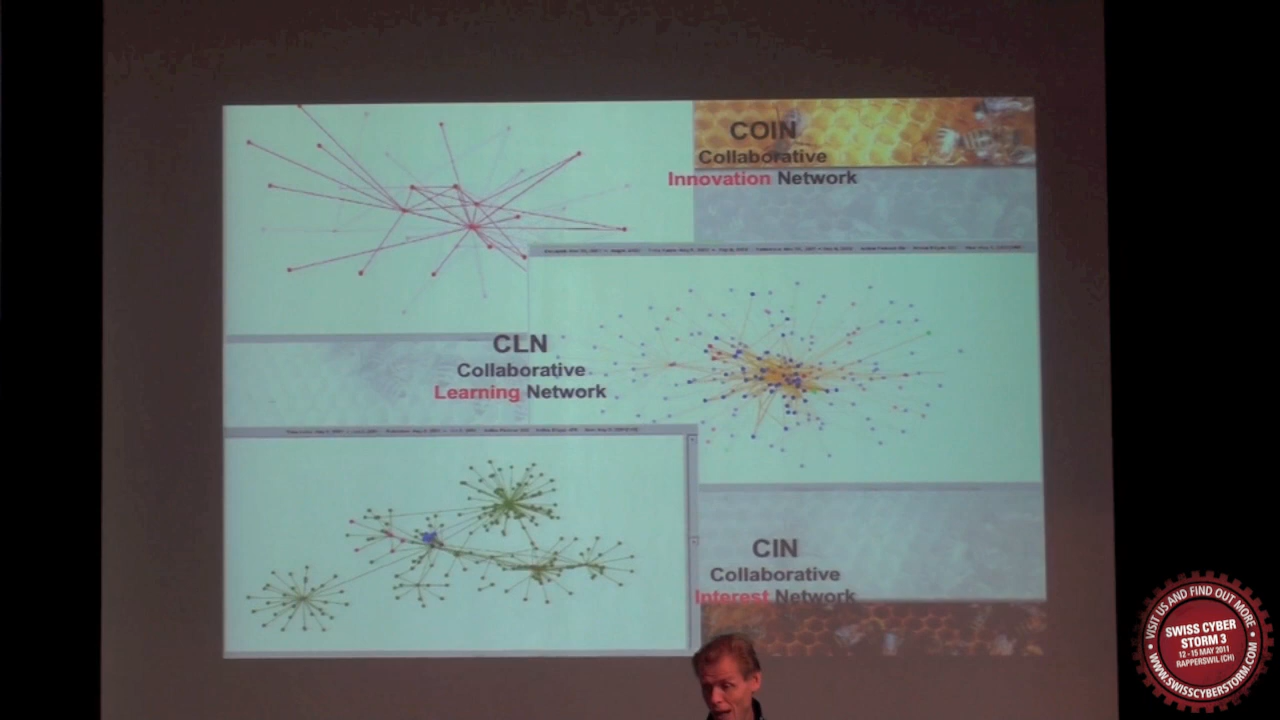 COIN
Collaborative
Innovation Network
CLN
Collaborative
Learning Network
CIN
Collaborative
Interest Network
VISIT US AND FIND OUT MORE
SWISS CYBER
STORM 3
12 - 15 MAY 2011
RAPPERSWIL (CH)
WWW.SWISSCYBERSTORM.COM